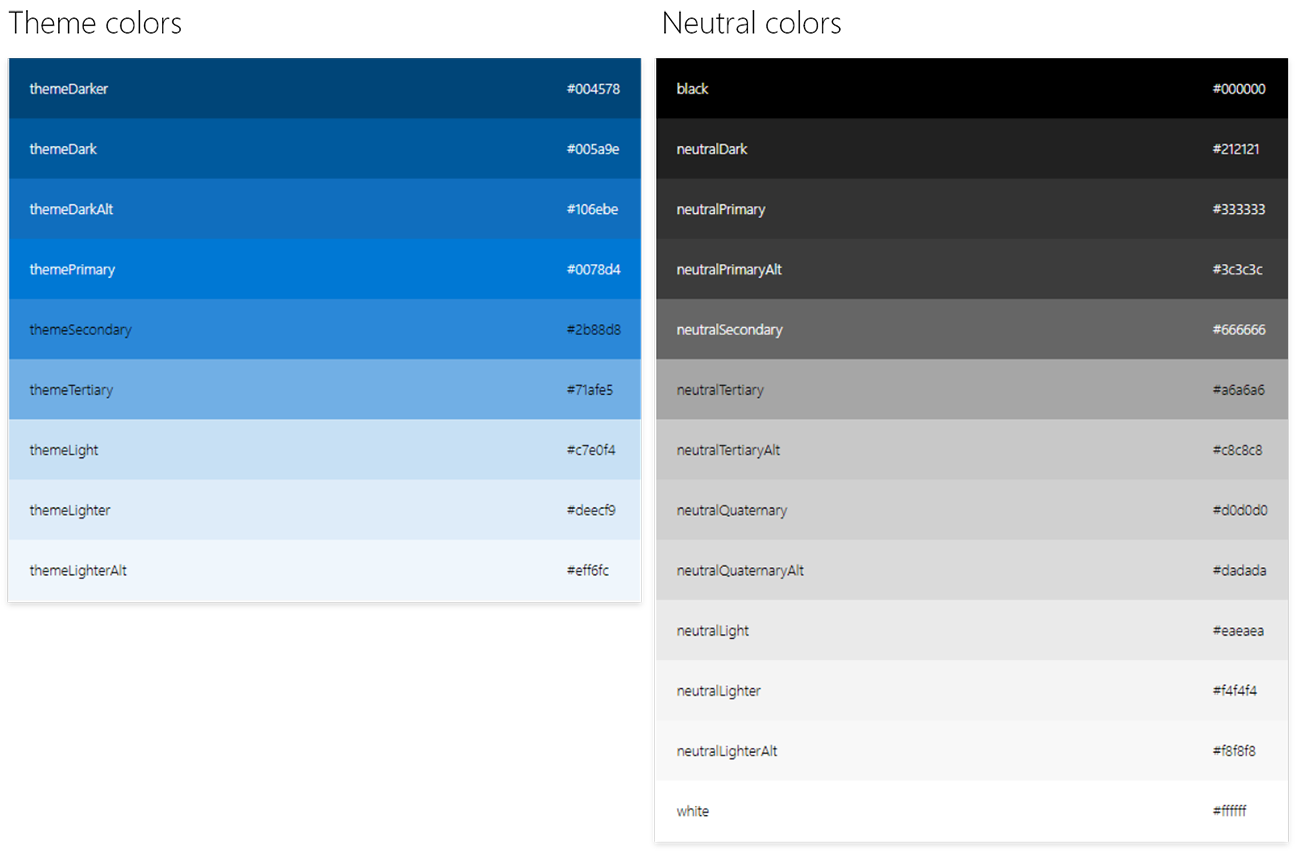 Theme colors
themeDarker #004578
themeDark #005a9e
themeDarkAlt #106ebe
themePrimary #0078d4
themeSecondary #2b88d8
themeTertiary #71afe5
themeLight #c7e0f4
themeLighter #deecf9
themeLighterAlt #eff6fc
Neutral colors
black #000000
neutralDark #212121
neutralPrimary #333333
neutralPrimaryAlt #3c3c3c
neutralSecondary #666666
neutralTertiary #a6a6a6
neutralTertiaryAlt #c8c8c8
neutralQuaternary #d0d0d0
neutralQuaternaryAlt #dadada
neutralLight #eaeaea
neutralLighter #f4f4f4
neutralLighterAlt #f8f8f8
white #ffffff